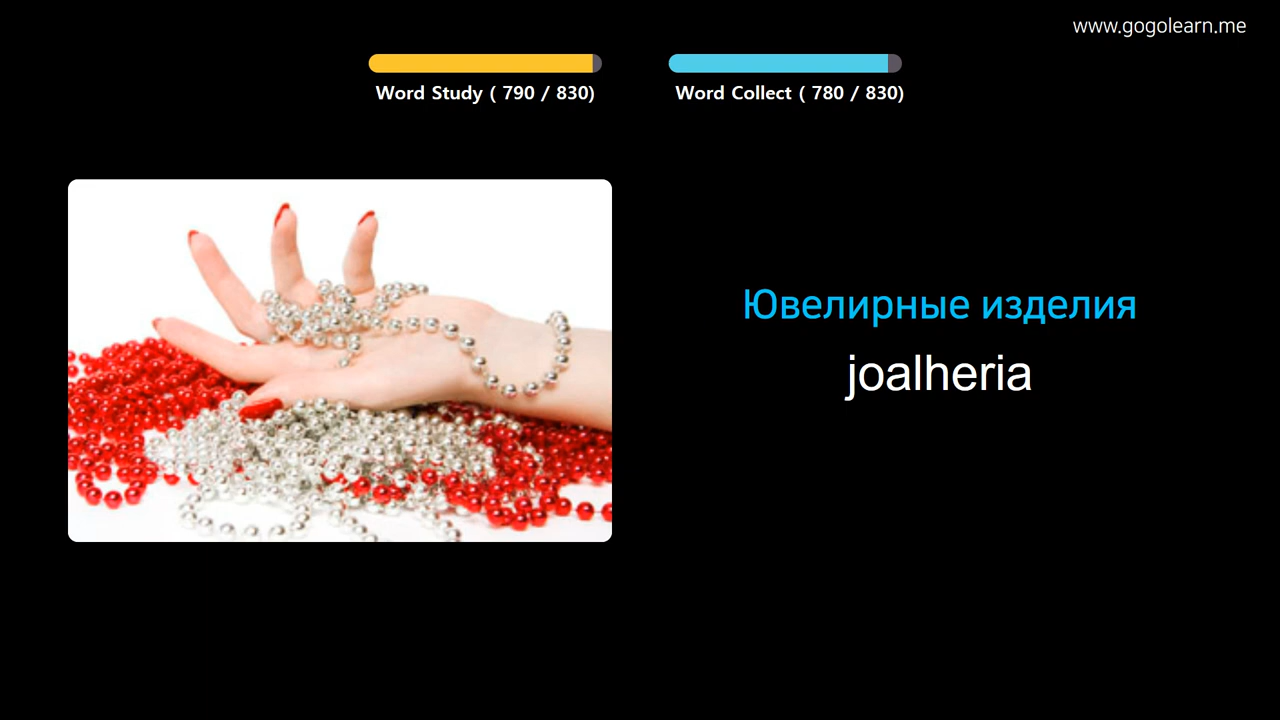 www.gogolearn.me
Word Study ( 790 / 830)
Word Collect ( 780 / 830)
Ювелирные изделия
joalheria